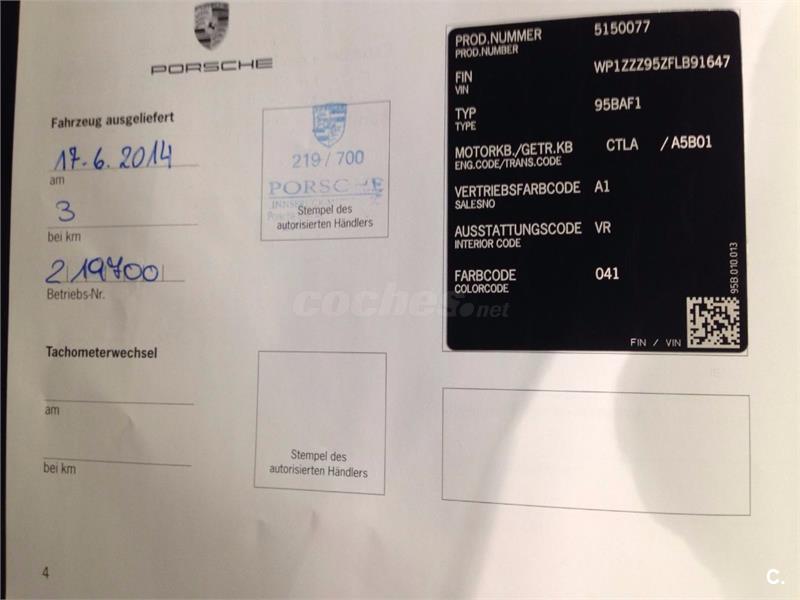 PORSCHE
Fahrzeug ausgeliefert
17.6.2014
am
3
bei km
219700
Betriebs-Nr.
219/700
PORSCHE
Stempel des
autorisierten Händlers
Tachometerwechsel
am
bei km
Stempel des
autorisierten Händlers
4
PROD.NUMMER 5150077
PROD.NUMBER
FIN WP1ZZZ95ZFLB91647
VIN
TYP 95BAF1
TYPE
MOTORKB./GETR.KB CTLA / A5B01
ENG.CODE/TRANS.CODE
VERTRIEBSFARBCODE A1
SALESNO
AUSSTATTUNGSCODE VR
INTERIOR CODE
FARBCODE 041
COLORCODE
95B 010 013
FIN / VIN
coches.net
C.